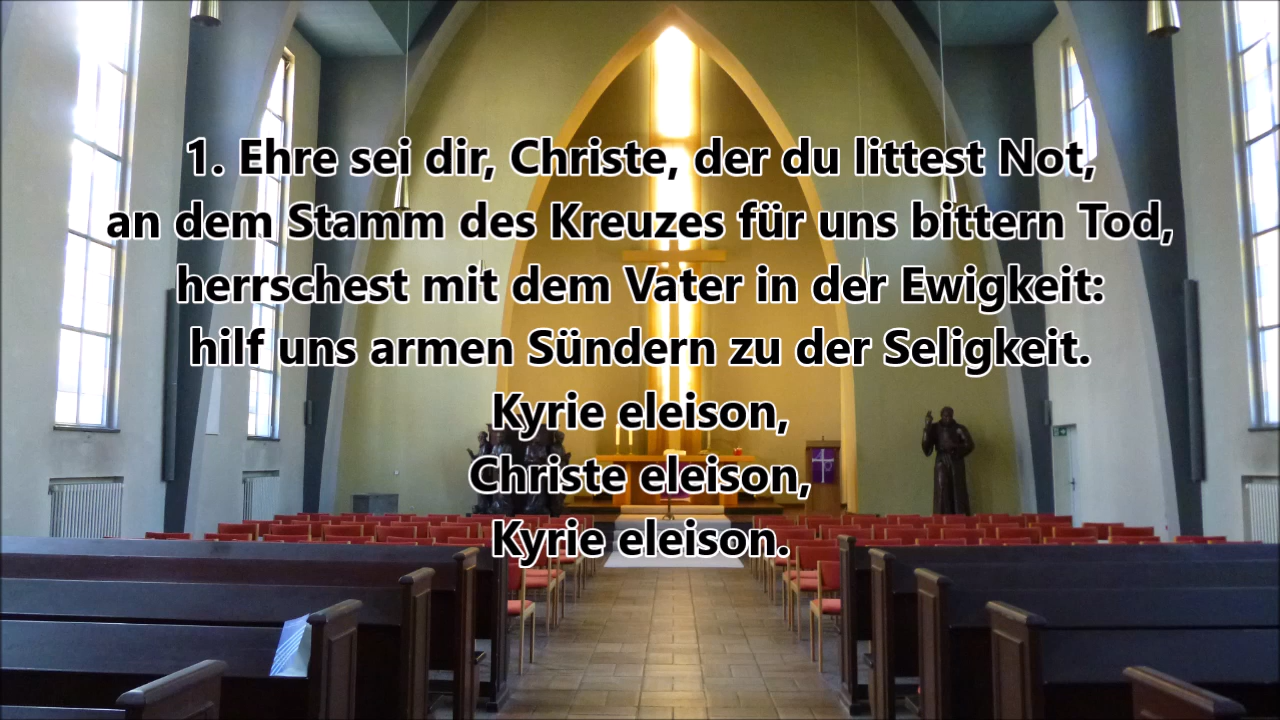 1. Ehre sei dir, Christe, der du littest Not,
an dem Stamm des Kreuzes für uns bittern Tod,
herrschest mit dem Vater in der Ewigkeit:
hilf uns armen Sündern zu der Seligkeit.
Kyrie eleison,
Christe eleison,
Kyrie eleison.